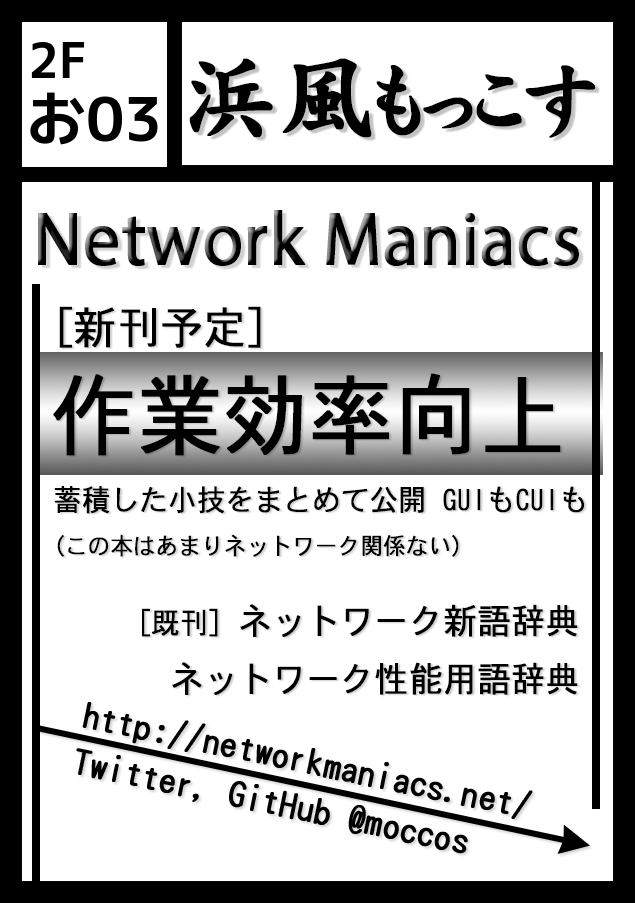 2F
お03
浜風もっこす
Network Maniacs
[新刊予定]
作業効率向上
蓄積した小技をまとめて公開 GUIもCUIも
(この本はあまりネットワーク関係ない)
[既刊] ネットワーク新語辞典
ネットワーク性能用語辞典
http://networkmaniacs.net/
Twitter, GitHub @moccos